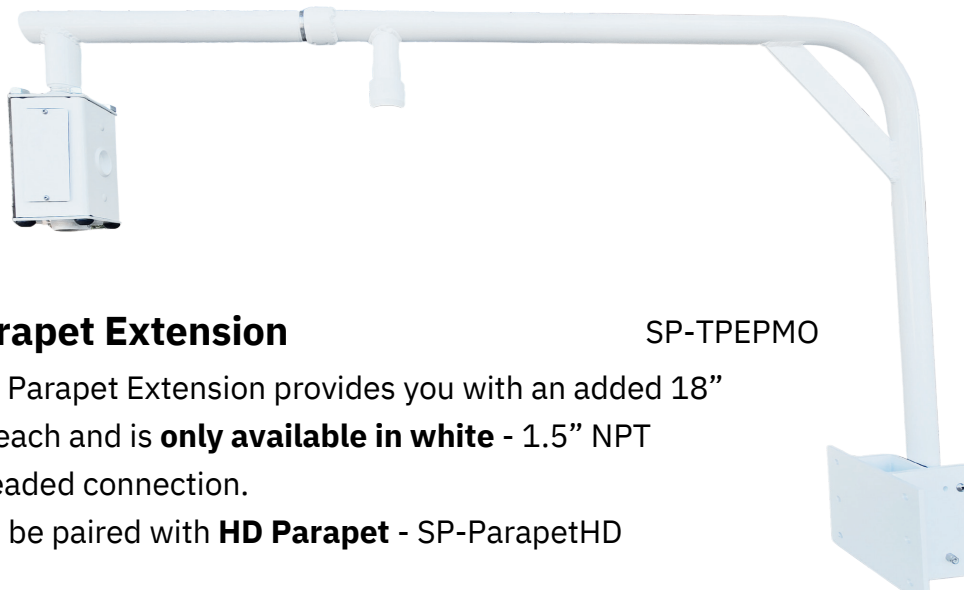 rapet Extension
SP-TPEPMO
Parapet Extension provides you with an added 18”
each and is only available in white - 1.5” NPT
eaded connection.
be paired with HD Parapet - SP-ParapetHD